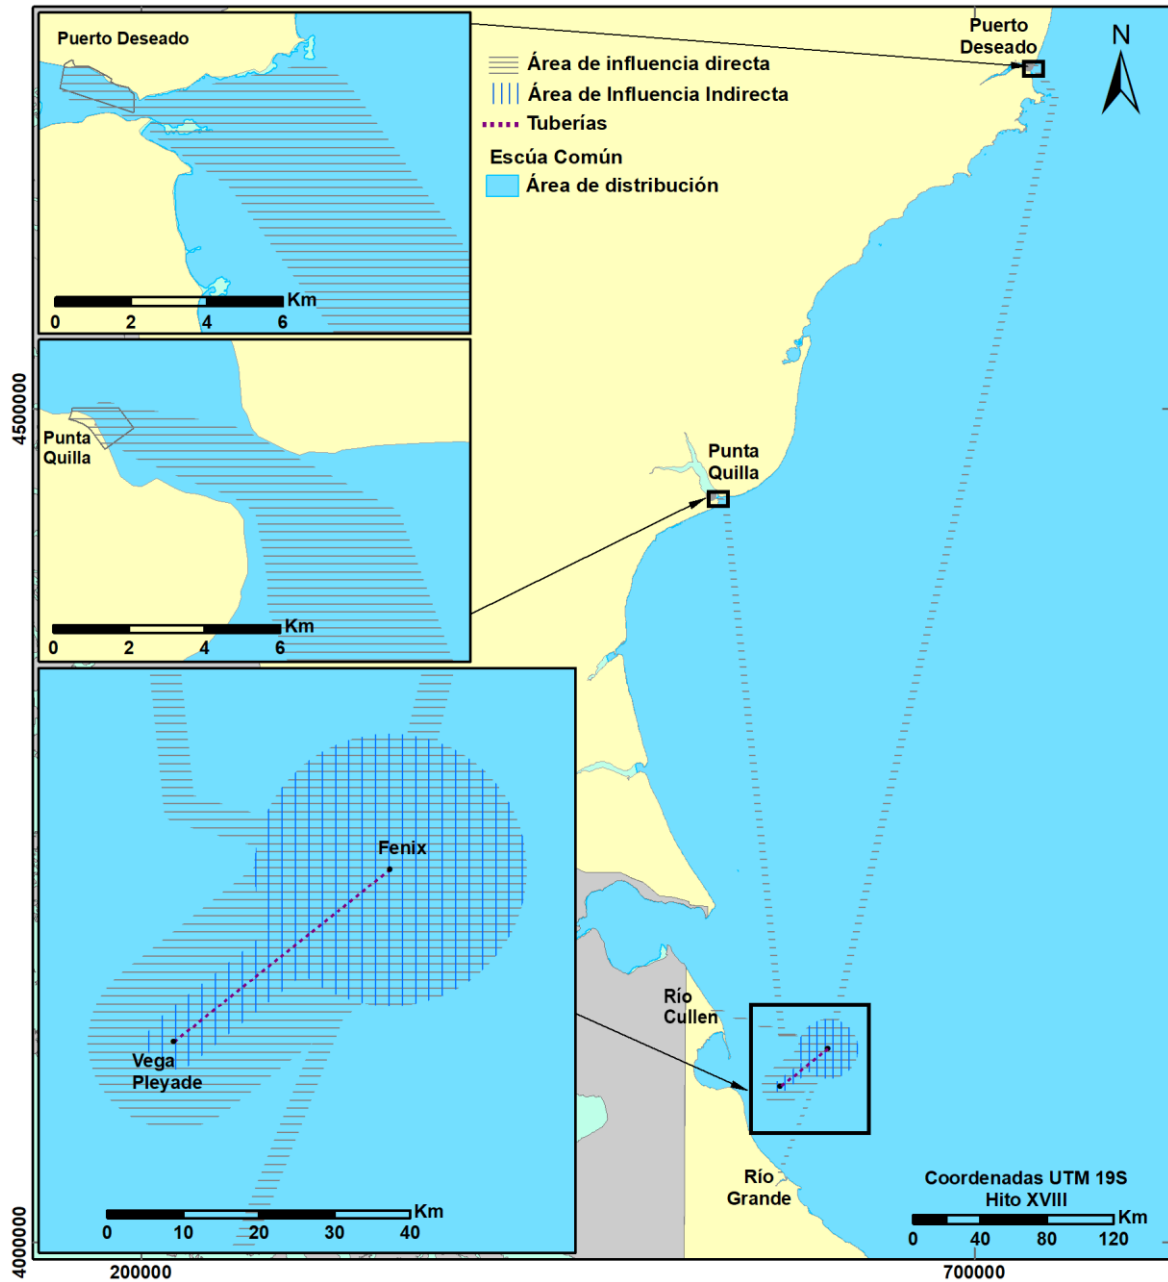 Puerto Deseado
Km
0 2 4 6
Punta
Quilla
Km
0 2 4 6
Fenix
Vega
Pleyade
Km
0 10 20 30 40
Área de influencia directa
Área de Influencia Indirecta
Tuberías
Escúa Común
Área de distribución
Puerto
Deseado
N
Punta
Quilla
Río
Cullen
Río
Grande
Coordenadas UTM 19S
Hito XVIII
Km
0 40 80 120
4500000
4000000
200000
700000